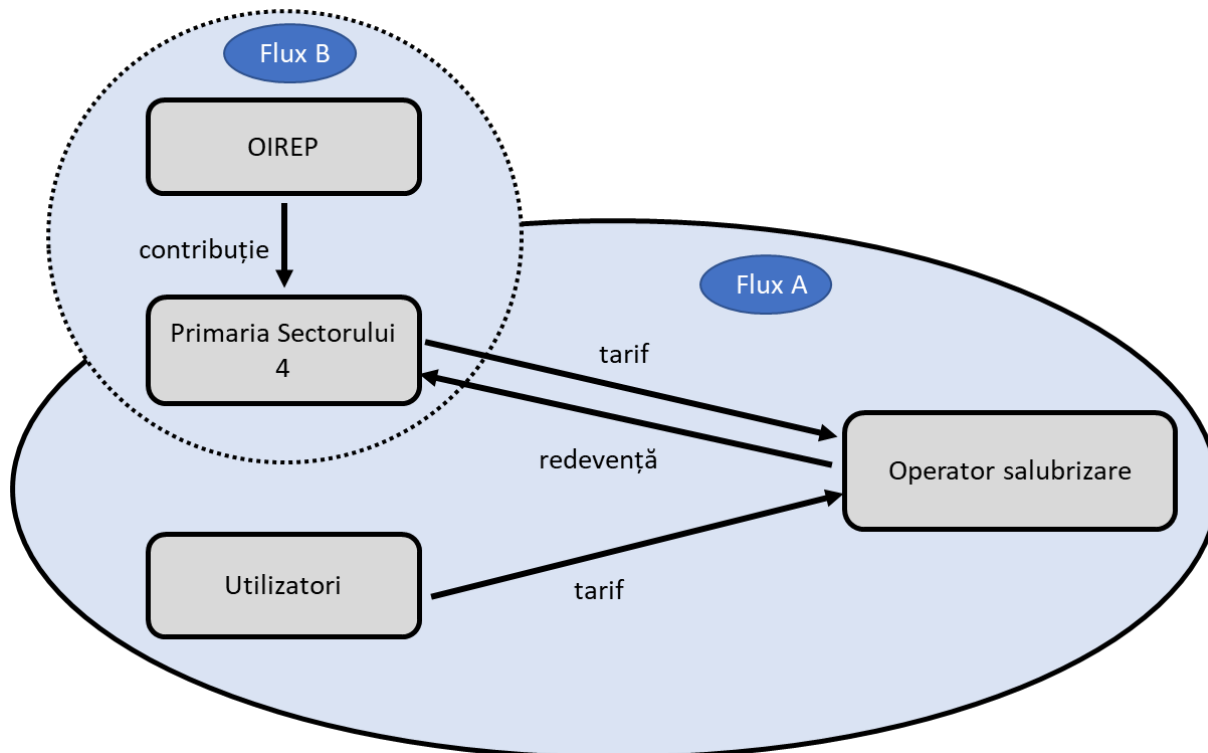 Flux B
OIREP
contribuție
Flux A
Primaria Sectorului
4
tarif
redevență
Operator salubrizare
Utilizatori
tarif